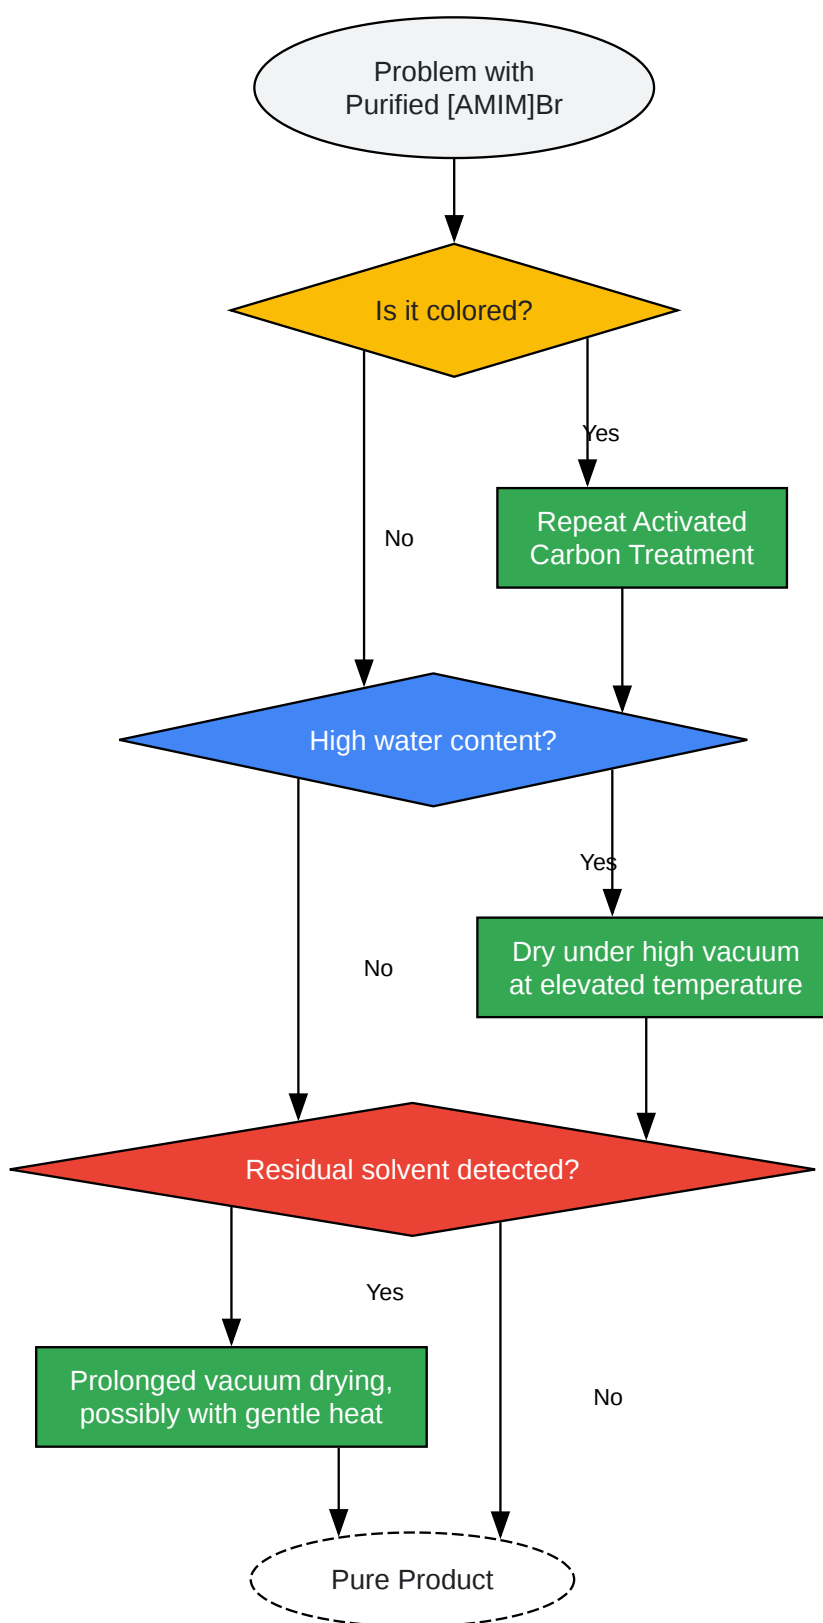 Problem with
Purified [AMIM]Br
Is it colored?
Yes
Repeat Activated
Carbon Treatment
No
High water content?
Yes
Dry under high vacuum
at elevated temperature
No
Residual solvent detected?
Yes
Prolonged vacuum drying,
possibly with gentle heat
No
Pure Product